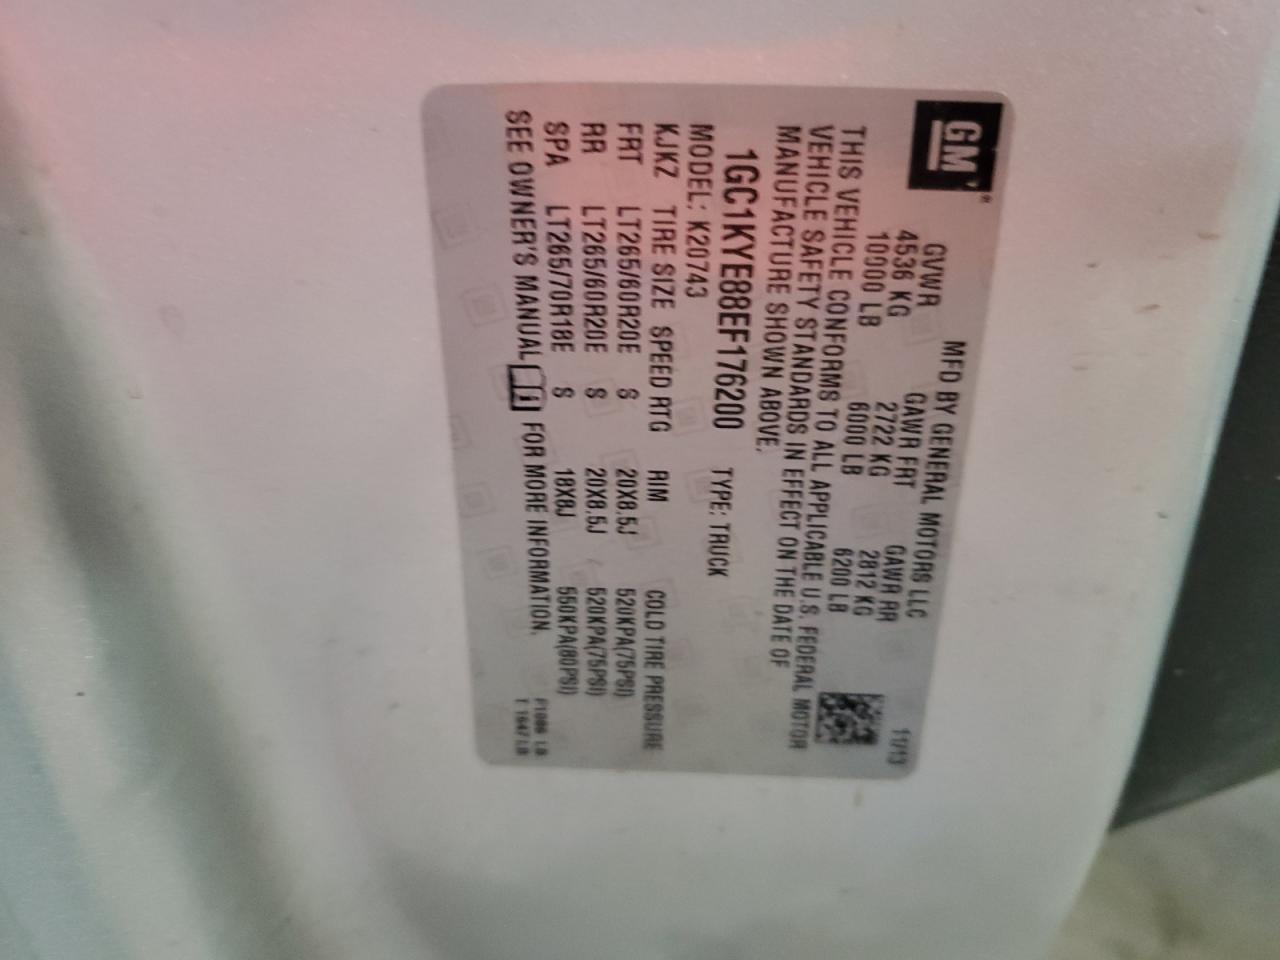 GM®
MFD BY GENERAL MOTORS LLC 11/13
GVWR GAWR FRT GAWR RR
4536 KG 2722 KG 2812 KG
10000 LB 6000 LB 6200 LB
THIS VEHICLE CONFORMS TO ALL APPLICABLE U.S. FEDERAL MOTOR
VEHICLE SAFETY STANDARDS IN EFFECT ON THE DATE OF
MANUFACTURE SHOWN ABOVE.
1GC1KYE88EF176200 TYPE: TRUCK
MODEL: K20743
KJKZ TIRE SIZE SPEED RTG RIM COLD TIRE PRESSURE
FRT LT265/60R20E S 20X8.5J 520KPA(75PSI)
RR LT265/60R20E S 20X8.5J 520KPA(75PSI)
SPA LT265/70R18E S 18X8J 550KPA(80PSI)
SEE OWNER'S MANUAL FOR MORE INFORMATION.
LB
T 1647 LB